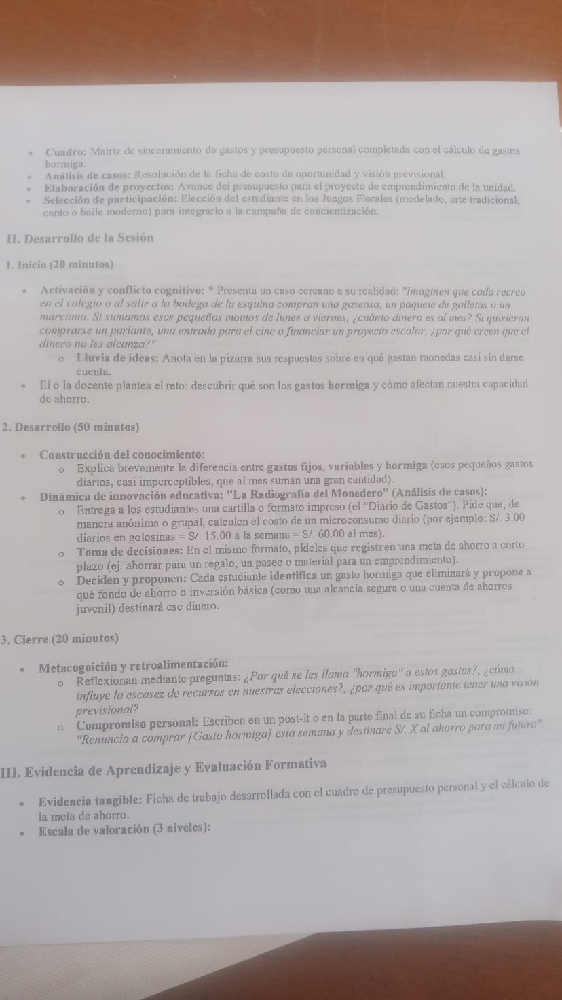 • Cuadro: Matriz de sinceramiento de gastos y presupuesto personal completada con el cálculo de gastos
hormiga.
• Análisis de casos: Resolución de la ficha de costo de oportunidad y visión previsional.
• Elaboración de proyectos: Avance del presupuesto para el proyecto de emprendimiento de la unidad.
• Selección de participación: Elección del estudiante en los Juegos Florales (modelado, arte tradicional,
canto o baile moderno) para integrarlo a la campaña de concientización.
II. Desarrollo de la Sesión
1. Inicio (20 minutos)
• Activación y conflicto cognitivo: * Presenta un caso cercano a su realidad: "Imaginen que cada recreo
en el colegio o al salir a la bodega de la esquina compran una gaseosa, un paquete de galletas o un
marciano. Si sumamos esos pequeños montos de lunes a viernes, ¿cuánto dinero es al mes? Si quisieran
comprarse un parlante, una entrada para el cine o financiar un proyecto escolar, ¿por qué creen que el
dinero no les alcanza?"
o Lluvia de ideas: Anota en la pizarra sus respuestas sobre en qué gastan monedas casi sin darse
cuenta.
• El o la docente plantea el reto: descubrir qué son los gastos hormiga y cómo afectan nuestra capacidad
de ahorro.
2. Desarrollo (50 minutos)
• Construcción del conocimiento:
o Explica brevemente la diferencia entre gastos fijos, variables y hormiga (esos pequeños gastos
diarios, casi imperceptibles, que al mes suman una gran cantidad).
• Dinámica de innovación educativa: "La Radiografía del Monedero" (Análisis de casos):
o Entrega a los estudiantes una cartilla o formato impreso (el "Diario de Gastos"). Pide que, de
manera anónima o grupal, calculen el costo de un microconsumo diario (por ejemplo: S/. 3.00
diarios en golosinas = S/. 15.00 a la semana = S/. 60.00 al mes).
o Toma de decisiones: En el mismo formato, pídeles que registren una meta de ahorro a corto
plazo (ej. ahorrar para un regalo, un paseo o material para un emprendimiento).
o Deciden y proponen: Cada estudiante identifica un gasto hormiga que eliminará y propone a
qué fondo de ahorro o inversión básica (como una alcancía segura o una cuenta de ahorros
juvenil) destinará ese dinero.
3. Cierre (20 minutos)
• Metacognición y retroalimentación:
o Reflexionan mediante preguntas: ¿Por qué se les llama "hormiga" a estos gastos?, ¿cómo
influye la escasez de recursos en nuestras elecciones?, ¿por qué es importante tener una visión
previsional?
o Compromiso personal: Escriben en un post-it o en la parte final de su ficha un compromiso:
"Renuncio a comprar [Gasto hormiga] esta semana y destinaré S/. X al ahorro para mi futuro".
III. Evidencia de Aprendizaje y Evaluación Formativa
• Evidencia tangible: Ficha de trabajo desarrollada con el cuadro de presupuesto personal y el cálculo de
la meta de ahorro.
• Escala de valoración (3 niveles):